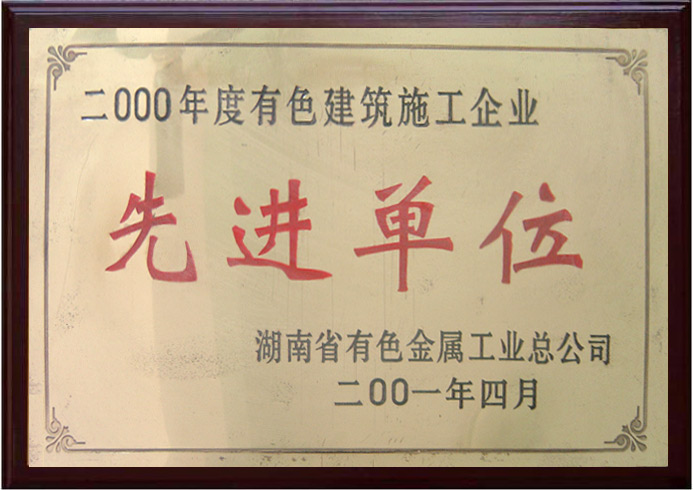 二000年度有色建筑施工企业
先进单位
湖南省有色金属工业总公司
二00一年四月